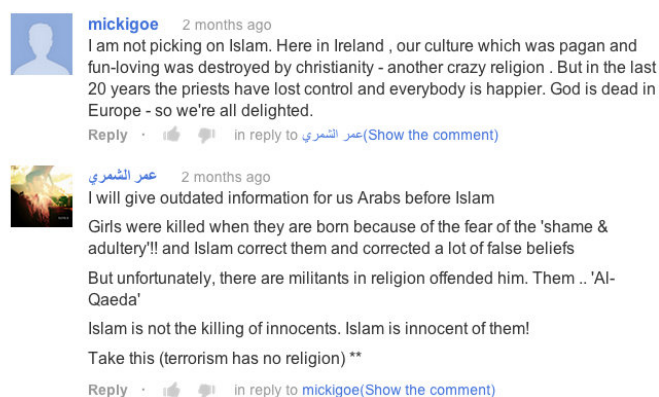 mickigoe 2 months ago
I am not picking on Islam. Here in Ireland , our culture which was pagan and
fun-loving was destroyed by christianity - another crazy religion . But in the last
20 years the priests have lost control and everybody is happier. God is dead in
Europe - so we're all delighted.
Reply · in reply to عمر الشمري(Show the comment)
عمر الشمري 2 months ago
I will give outdated information for us Arabs before Islam
Girls were killed when they are born because of the fear of the 'shame &
adultery'!! and Islam correct them and corrected a lot of false beliefs
But unfortunately, there are militants in religion offended him. Them .. 'Al-
Qaeda'
Islam is not the killing of innocents. Islam is innocent of them!
Take this (terrorism has no religion) **
Reply · in reply to mickigoe(Show the comment)